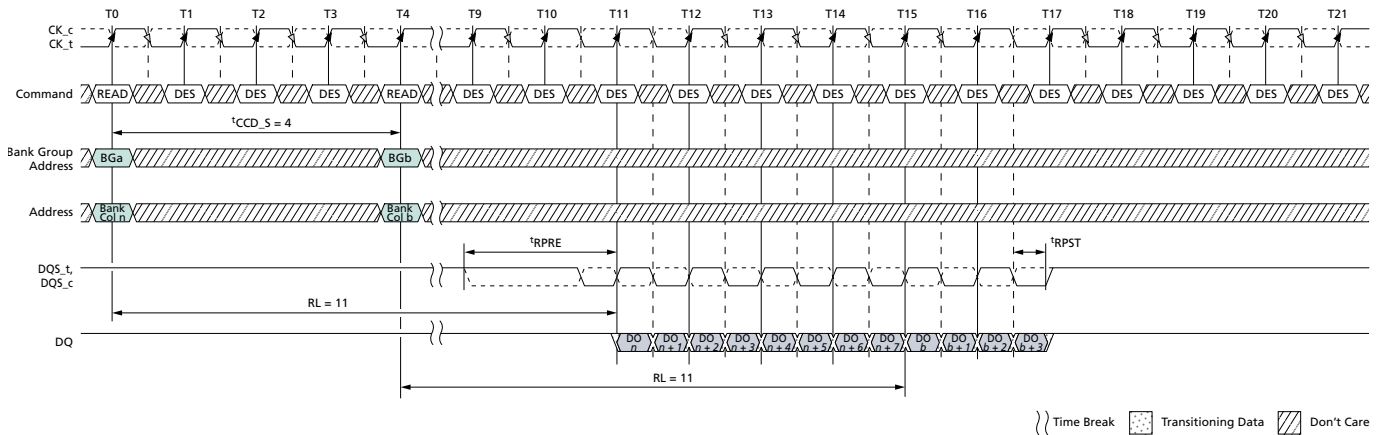 T0 T1 T2 T3 T4 T9 T10 T11 T12 T13 T14 T15 T16 T17 T18 T19 T20 T21
CK_c
CK_t
Command READ DES DES DES READ DES DES DES DES DES DES DES DES DES DES DES DES DES
tCCD_S = 4
Bank Group
Address
BGa BGb
Address
Bank
Col n
Bank
Col b
tRPRE tRPST
DQS_t,
DQS_c
RL = 11
DQ
DO
n
DO
n + 1
DO
n + 2
DO
n + 3
DO
n + 4
DO
n + 5
DO
n + 6
DO
n + 7
DO
b
DO
b + 1
DO
b + 2
DO
b + 3
RL = 11
Time Break Transitioning Data Don't Care